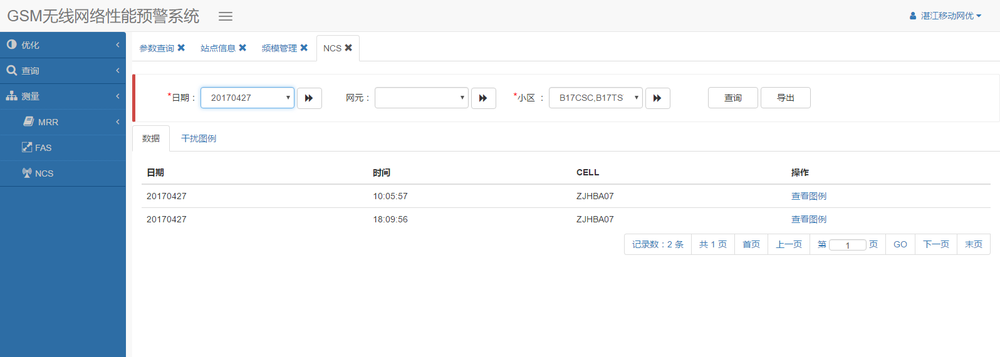 GSM无线网络性能预警系统
湛江移动网优
优化
查询
测量
MRR
FAS
NCS
参数查询 站点信息 频模管理 NCS
*日期： 20170427 网元： *小区 ： B17CSC,B17TS 查询 导出
数据 干扰图例
日期 时间 CELL 操作
20170427 10:05:57 ZJHBA07 查看图例
20170427 18:09:56 ZJHBA07 查看图例
记录数：2 条 共 1 页 首页 上一页 第 1 页 GO 下一页 末页